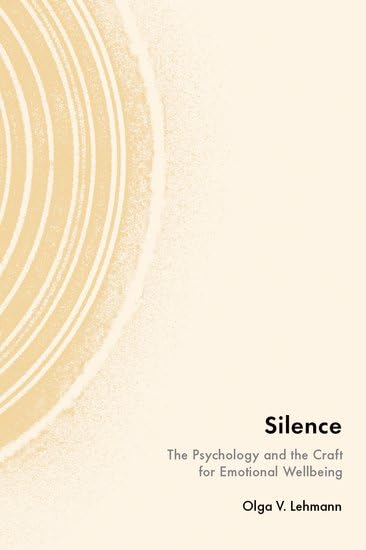 Silence
The Psychology and the Craft
for Emotional Wellbeing
Olga V. Lehmann